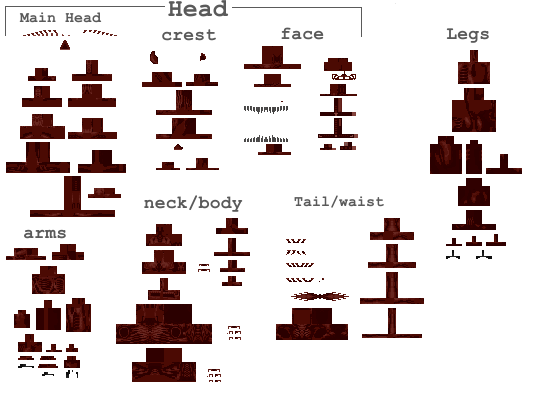 Head
Main Head
crest
face
Legs
neck/body
Tail/waist
arms